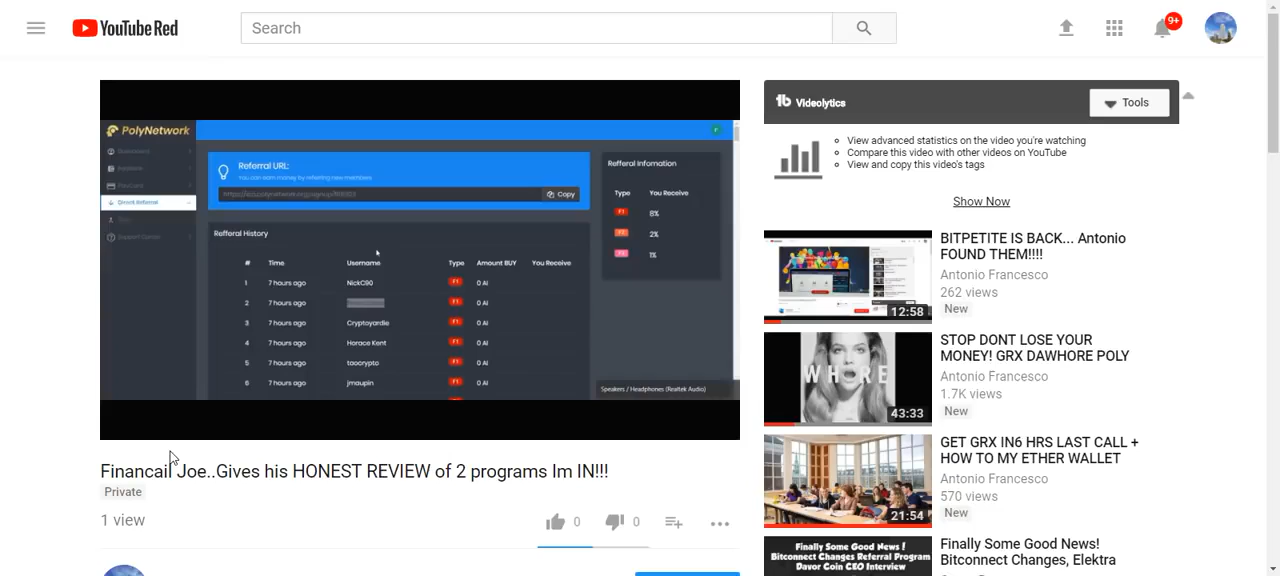 YouTube Red
Search
9+
PolyNetwork
Direct Referral
Support Center
Referral URL:
You can earn money by reffering new members
Copy
Refferal Infornation
Type You Receive
F1 8%
F2 2%
F3 1%
Refferal History
# Time Username Type Amount BUY You Receive
1 7 hours ago NickC90 F1 0 AI
2 7 hours ago F1 0 AI
3 7 hours ago Cryptoyardie F1 0 AI
4 7 hours ago Horace Kent F1 0 AI
5 7 hours ago taocrypto F1 0 AI
6 7 hours ago jmaupin F1 0 AI
Speakers / Headphones (Realtek Audio)
Financail Joe..Gives his HONEST REVIEW of 2 programs Im IN!!!
Private
1 view
0
0
Videolytics
Tools
View advanced statistics on the video you're watching
Compare this video with other videos on YouTube
View and copy this video's tags
Show Now
12:58
BITPETITE IS BACK... Antonio
FOUND THEM!!!!
Antonio Francesco
262 views
New
WHORE
43:33
STOP DONT LOSE YOUR
MONEY! GRX DAWHORE POLY
Antonio Francesco
1.7K views
New
21:54
GET GRX IN6 HRS LAST CALL +
HOW TO MY ETHER WALLET
Antonio Francesco
570 views
New
Finally Some Good News !
Bitconnect Changes Referral Program
Davor Coin CEO Interview
Finally Some Good News!
Bitconnect Changes, Elektra